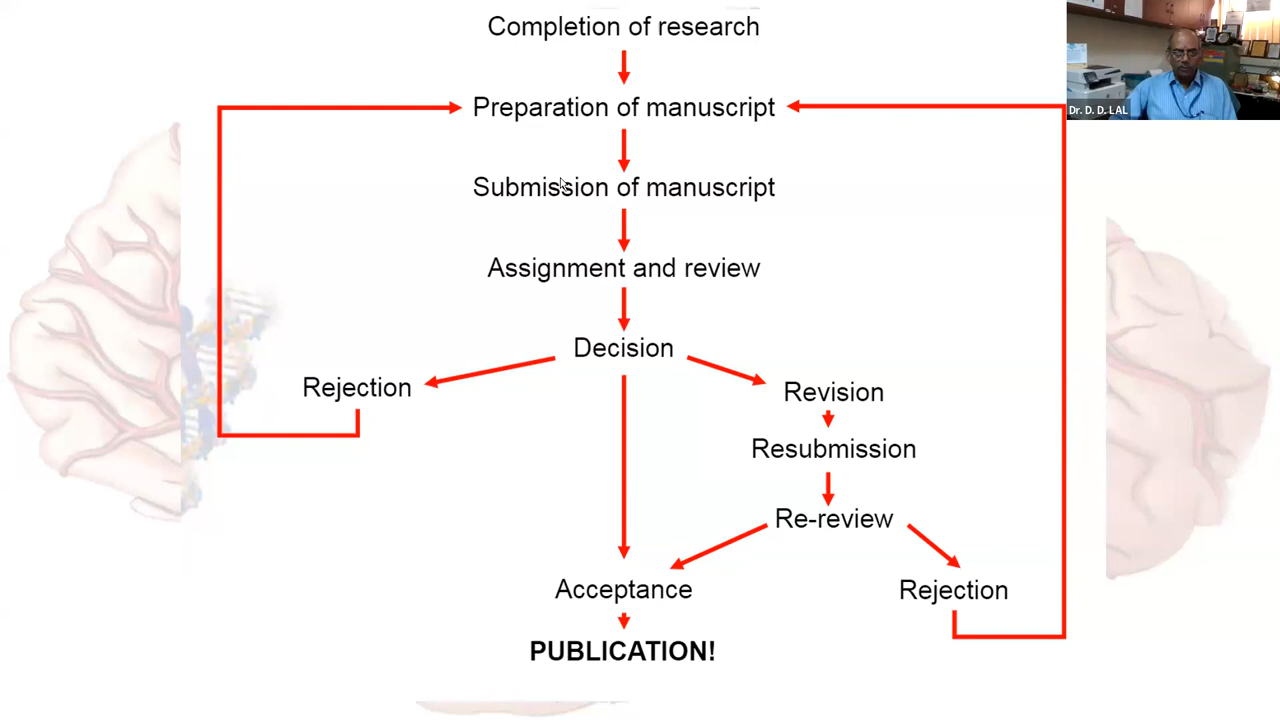 Completion of research
Preparation of manuscript
Dr. D. D. LAL
Submission of manuscript
Assignment and review
Decision
Rejection
Revision
Resubmission
Re-review
Acceptance
Rejection
PUBLICATION!